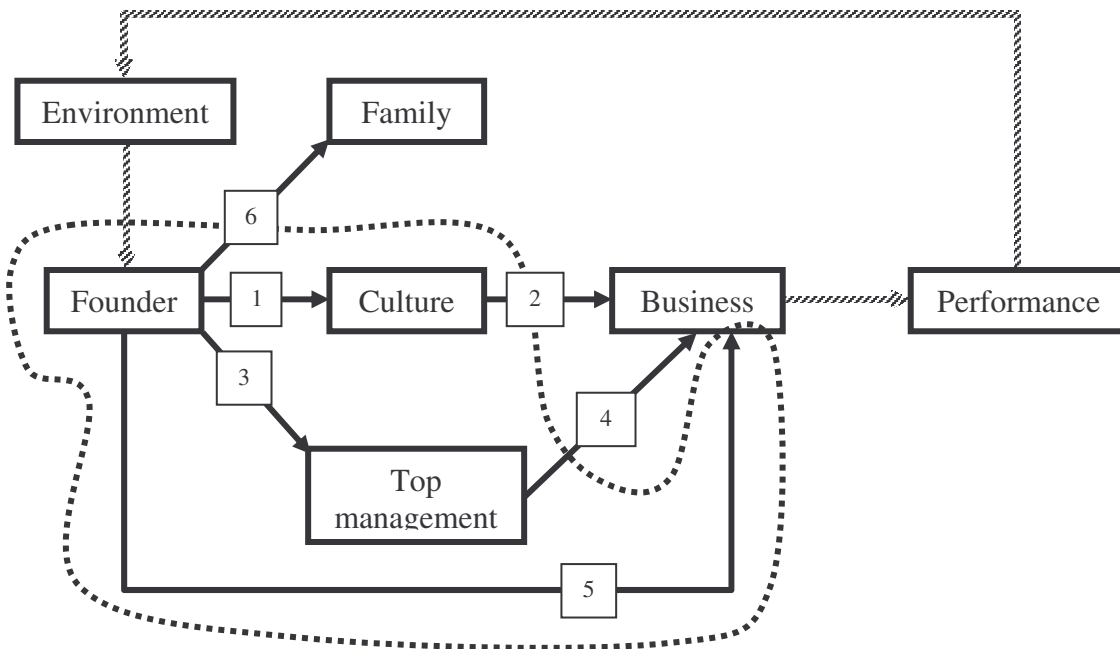 Environment
Family
6
Founder
1
Culture
2
Business
Performance
3
4
Top
management
5